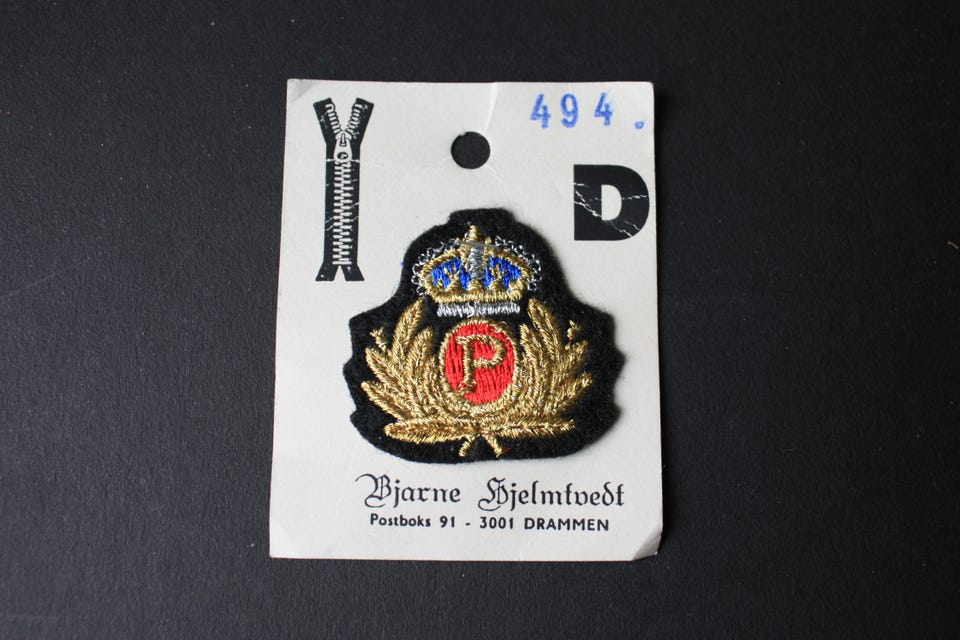 494.
D
P
Bjarne Hjelmtvedt
Postboks 91 - 3001 DRAMMEN